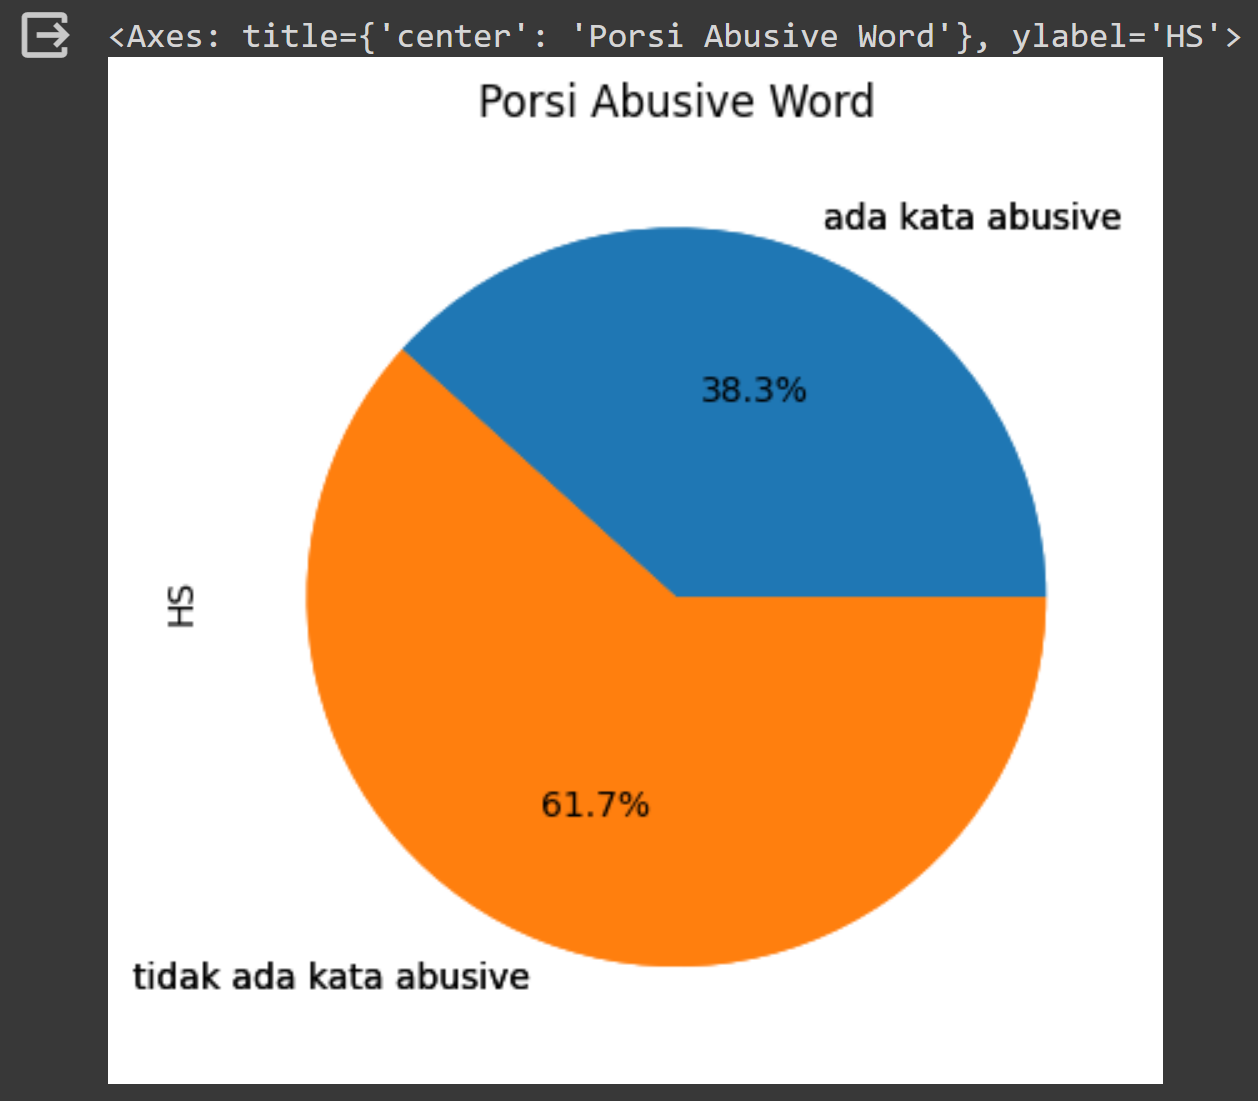 <Axes: title={'center': 'Porsi Abusive Word'}, ylabel='HS'>
Porsi Abusive Word
ada kata abusive
38.3%
HS
61.7%
tidak ada kata abusive